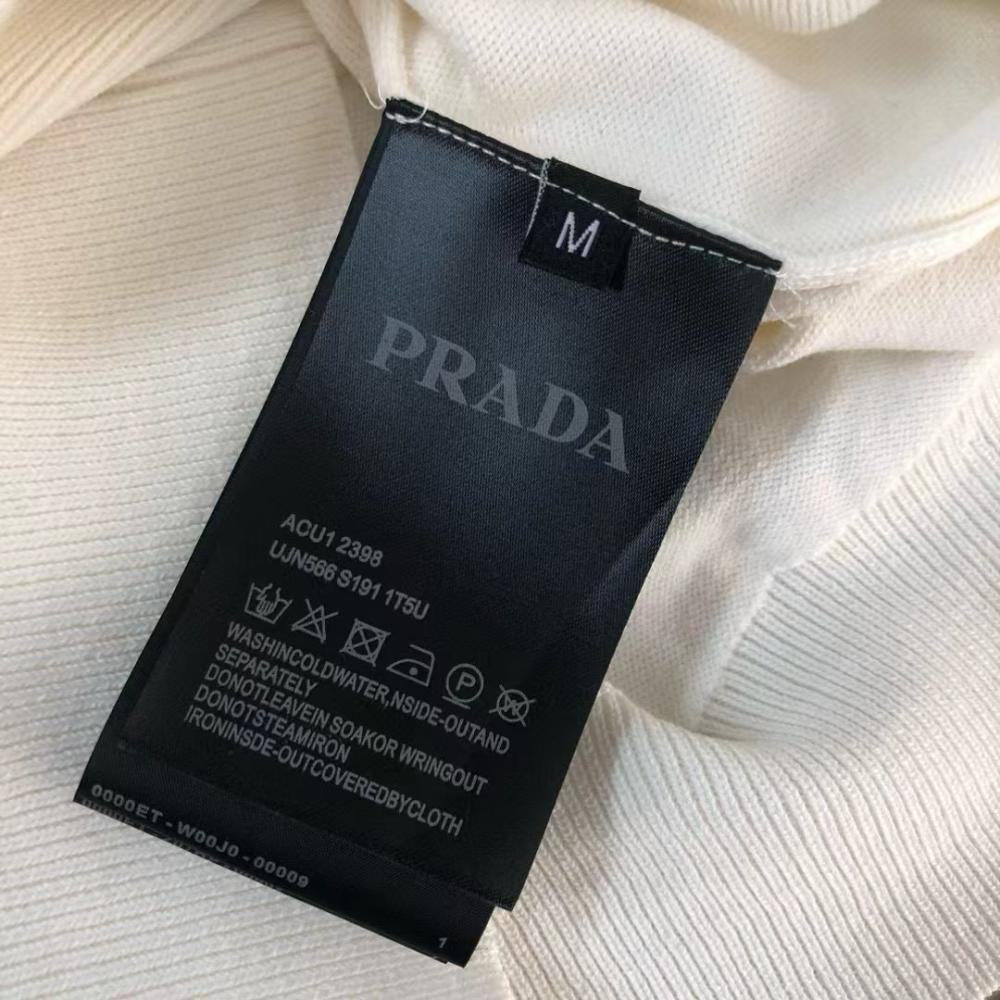 M
PRADA
ACU1 2398
UJN566 S191 1T5U
WASHINCOLDWATER,NSIDE-OUTAND
SEPARATELY
DONOTLEAVEIN SOAKOR WRINGOUT
DONOTSTEAMIRON
IRONINSDE-OUTCOVEREDBYCLOTH
0000ET - W00J0 - 00009
1